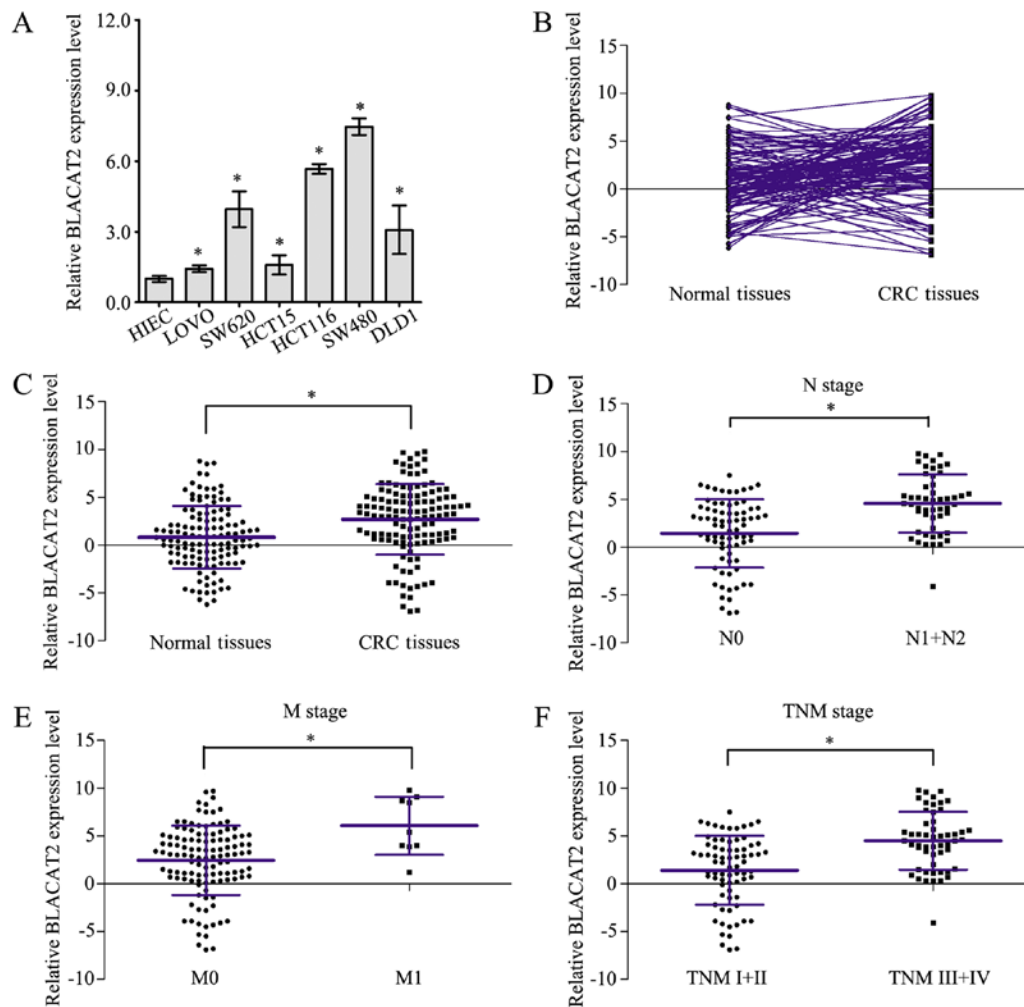 A
Relative BLACAT2 expression level
12.0
9.0
6.0
3.0
0.0
* * * * * *
HIEC LOVO SW620 HCT15 HCT116 SW480 DLD1
B
Relative BLACAT2 expression level
15
10
5
0
-5
-10
Normal tissues CRC tissues
C
Relative BLACAT2 expression level
15
10
5
0
-5
-10
*
Normal tissues CRC tissues
D
N stage
Relative BLACAT2 expression level
15
10
5
0
-5
-10
*
N0 N1+N2
E
M stage
Relative BLACAT2 expression level
15
10
5
0
-5
-10
*
M0 M1
F
TNM stage
Relative BLACAT2 expression level
15
10
5
0
-5
-10
*
TNM I+II TNM III+IV